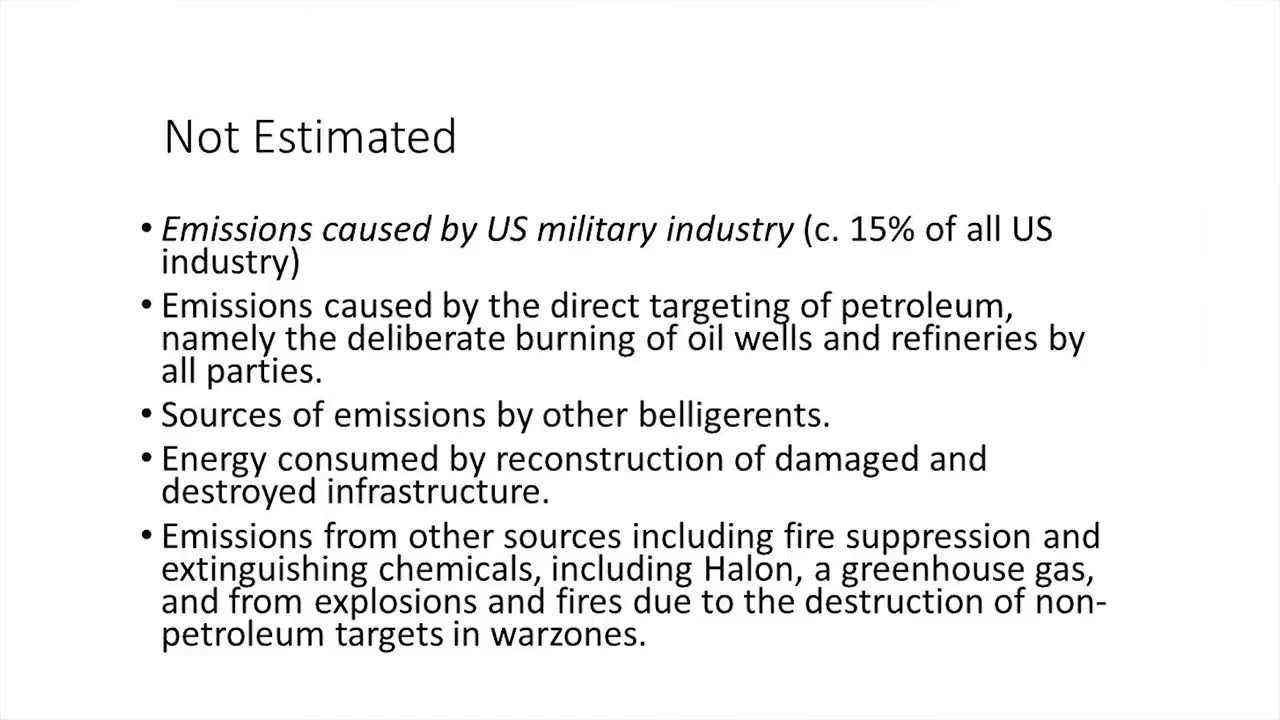 Not Estimated
• Emissions caused by US military industry (c. 15% of all US
industry)
• Emissions caused by the direct targeting of petroleum,
namely the deliberate burning of oil wells and refineries by
all parties.
• Sources of emissions by other belligerents.
• Energy consumed by reconstruction of damaged and
destroyed infrastructure.
• Emissions from other sources including fire suppression and
extinguishing chemicals, including Halon, a greenhouse gas,
and from explosions and fires due to the destruction of non-
petroleum targets in warzones.